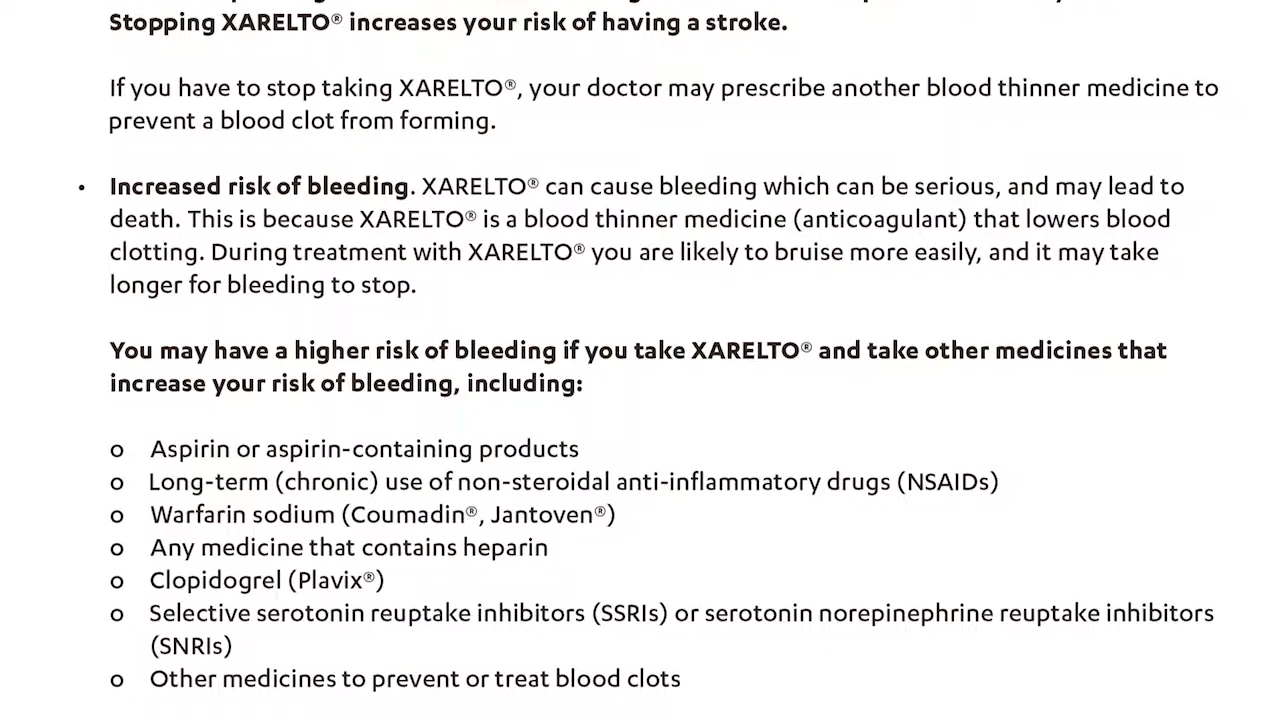 Stopping XARELTO® increases your risk of having a stroke.
If you have to stop taking XARELTO®, your doctor may prescribe another blood thinner medicine to
prevent a blood clot from forming.
• Increased risk of bleeding. XARELTO® can cause bleeding which can be serious, and may lead to
death. This is because XARELTO® is a blood thinner medicine (anticoagulant) that lowers blood
clotting. During treatment with XARELTO® you are likely to bruise more easily, and it may take
longer for bleeding to stop.
You may have a higher risk of bleeding if you take XARELTO® and take other medicines that
increase your risk of bleeding, including:
o Aspirin or aspirin-containing products
o Long-term (chronic) use of non-steroidal anti-inflammatory drugs (NSAIDs)
o Warfarin sodium (Coumadin®, Jantoven®)
o Any medicine that contains heparin
o Clopidogrel (Plavix®)
o Selective serotonin reuptake inhibitors (SSRIs) or serotonin norepinephrine reuptake inhibitors
(SNRIs)
o Other medicines to prevent or treat blood clots